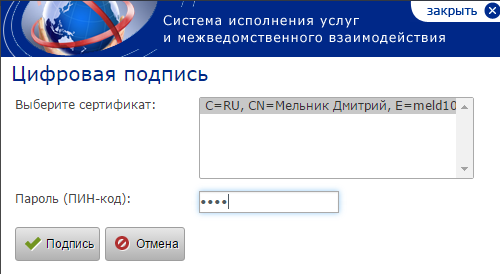 закрыть
Система исполнения услуг
и межведомственного взаимодействия
Цифровая подпись
Выберите сертификат:
C=RU, CN=Мельник Дмитрий, E=meld10
Пароль (ПИН-код):
••••
Подпись
Отмена